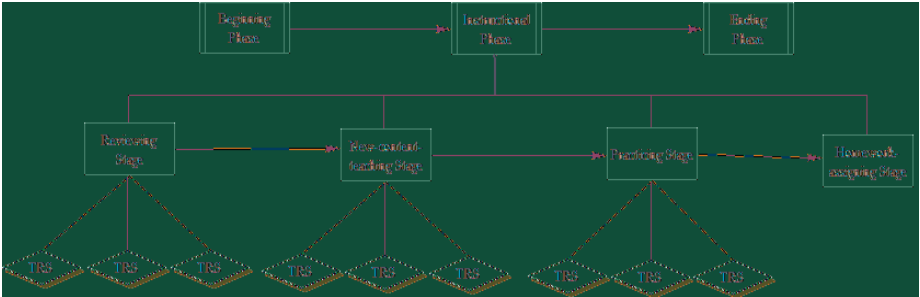 Beginning
Phase
Instructional
Phase
Ending
Phase
Reviewing
Stage
New-content-
teaching Stage
Practicing Stage
Homework-
assigning Stage
TRS
TRS
TRS
TRS
TRS
TRS
TRS
TRS
TRS